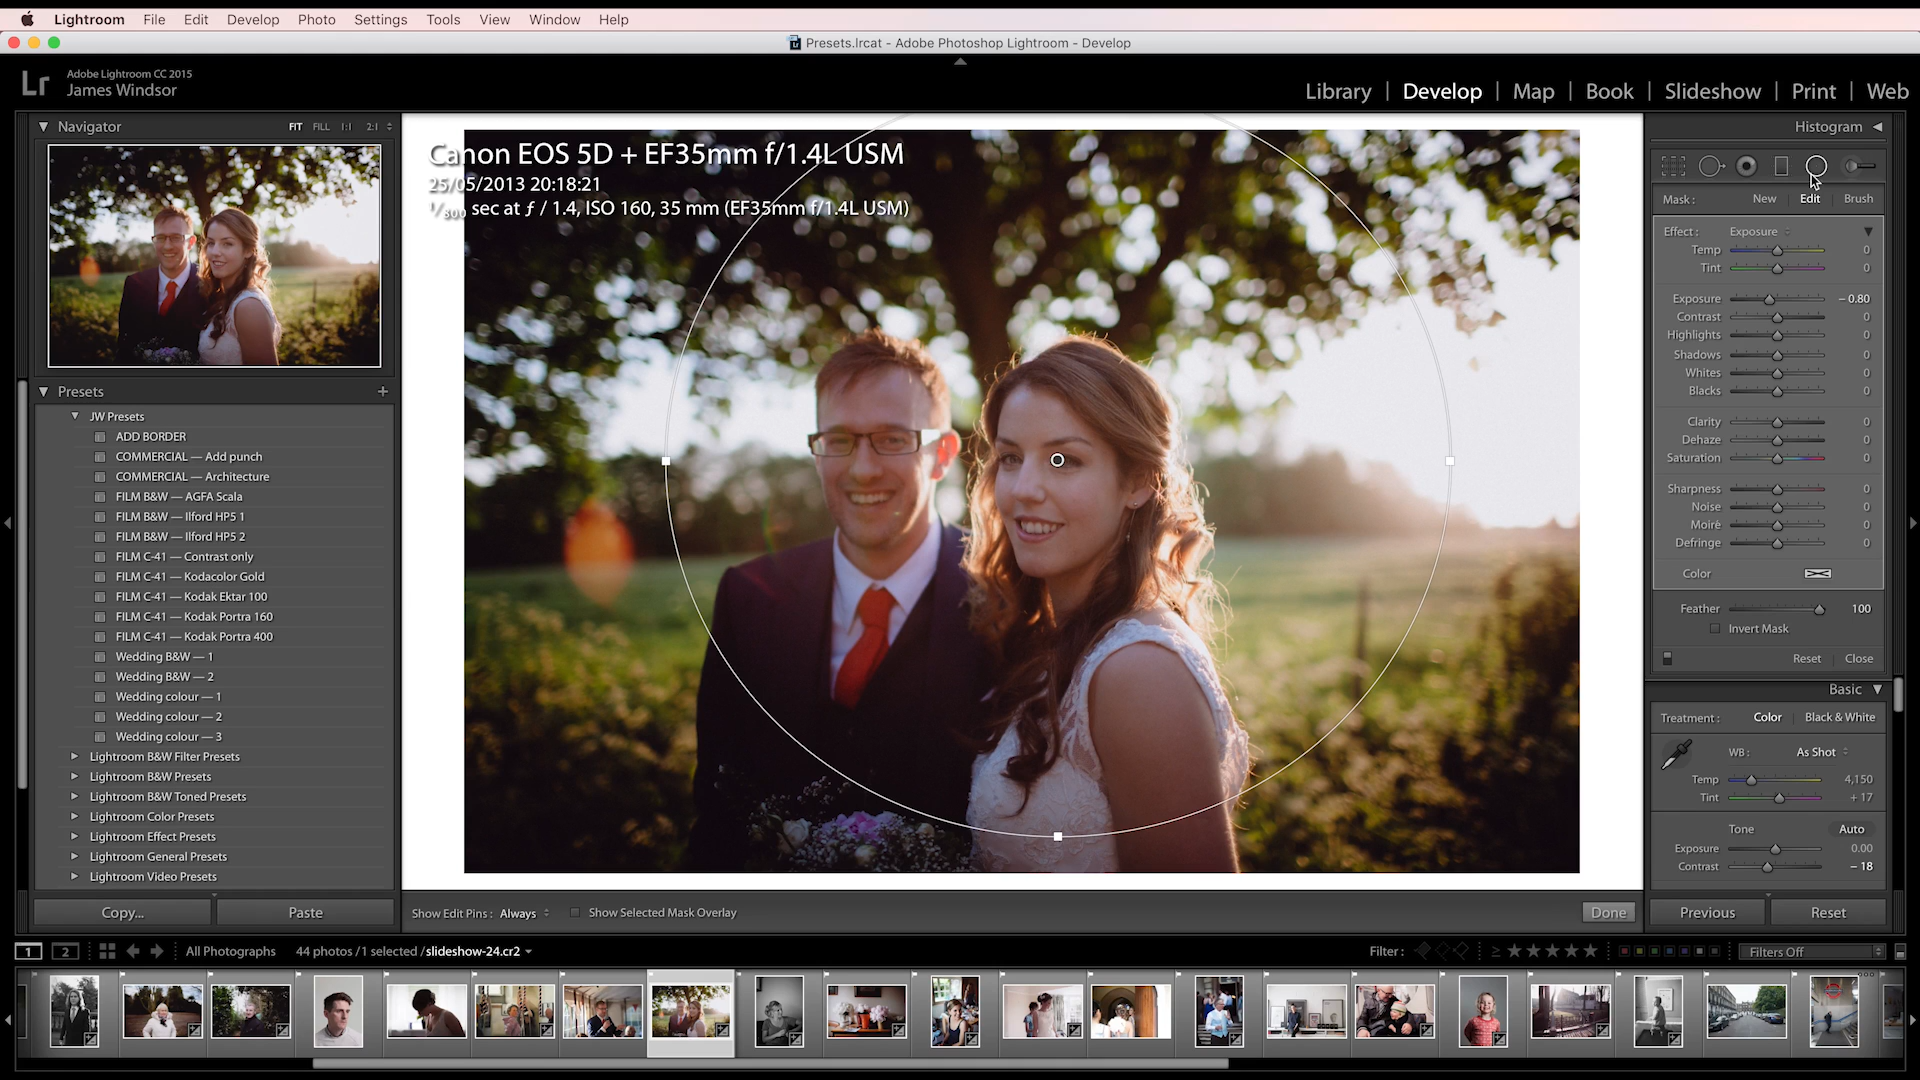 Lightroom File Edit Develop Photo Settings Tools View Window Help
Presets.lrcat - Adobe Photoshop Lightroom - Develop
Lr
Adobe Lightroom CC 2015
James Windsor
Library | Develop | Map | Book | Slideshow | Print | Web
Navigator FIT FILL 1:1 2:1
Presets +
JW Presets
ADD BORDER
COMMERCIAL — Add punch
COMMERCIAL — Architecture
FILM B&W — AGFA Scala
FILM B&W — Ilford HP5 1
FILM B&W — Ilford HP5 2
FILM C-41 — Contrast only
FILM C-41 — Kodacolor Gold
FILM C-41 — Kodak Ektar 100
FILM C-41 — Kodak Portra 160
FILM C-41 — Kodak Portra 400
Wedding B&W — 1
Wedding B&W — 2
Wedding colour — 1
Wedding colour — 2
Wedding colour — 3
Lightroom B&W Filter Presets
Lightroom B&W Presets
Lightroom B&W Toned Presets
Lightroom Color Presets
Lightroom Effect Presets
Lightroom General Presets
Lightroom Video Presets
Copy... Paste
Canon EOS 5D + EF35mm f/1.4L USM
25/05/2013 20:18:21
1/800 sec at ƒ / 1.4, ISO 160, 35 mm (EF35mm f/1.4L USM)
Show Edit Pins : Always Show Selected Mask Overlay Done
Histogram
Mask : New Edit Brush
Effect : Exposure
Temp 0
Tint 0
Exposure – 0.80
Contrast 0
Highlights 0
Shadows 0
Whites 0
Blacks 0
Clarity 0
Dehaze 0
Saturation 0
Sharpness 0
Noise 0
Moiré 0
Defringe 0
Color
Feather 100
Invert Mask
Reset Close
Basic
Treatment : Color Black & White
WB : As Shot
Temp 4,150
Tint + 17
Tone Auto
Exposure 0.00
Contrast – 18
Previous Reset
1 2 All Photographs 44 photos /1 selected /slideshow-24.cr2 Filter : ≥ ★★★★★ Filters Off